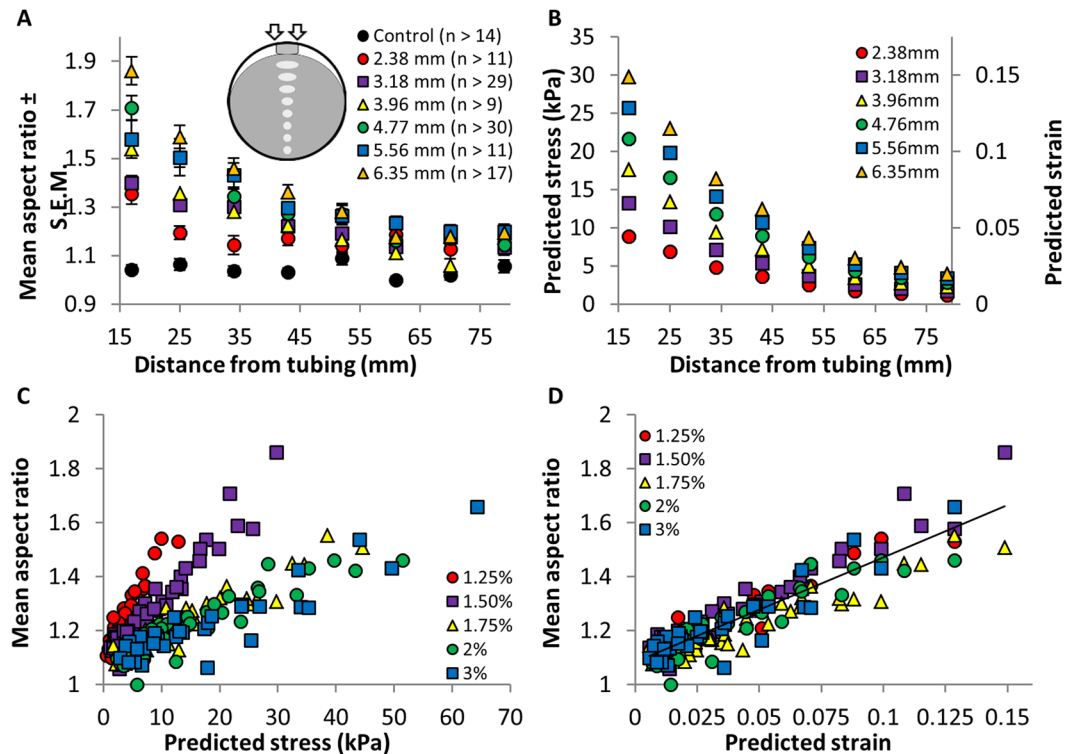 A
Mean aspect ratio ±
S.E.M.
1.9
1.7
1.5
1.3
1.1
0.9
15 25 35 45 55 65 75
Distance from tubing (mm)
Control (n > 14)
2.38 mm (n > 11)
3.18 mm (n > 29)
3.96 mm (n > 9)
4.77 mm (n > 30)
5.56 mm (n > 11)
6.35 mm (n > 17)
B
Predicted stress (kPa)
35
30
25
20
15
10
5
0
15 25 35 45 55 65 75
Distance from tubing (mm)
2.38mm
3.18mm
3.96mm
4.76mm
5.56mm
6.35mm
0.15
0.1
0.05
0
Predicted strain
C
Mean aspect ratio
2
1.8
1.6
1.4
1.2
1
0 10 20 30 40 50 60 70
Predicted stress (kPa)
1.25%
1.50%
1.75%
2%
3%
D
Mean aspect ratio
2
1.8
1.6
1.4
1.2
1
0 0.025 0.05 0.075 0.1 0.125 0.15
Predicted strain
1.25%
1.50%
1.75%
2%
3%